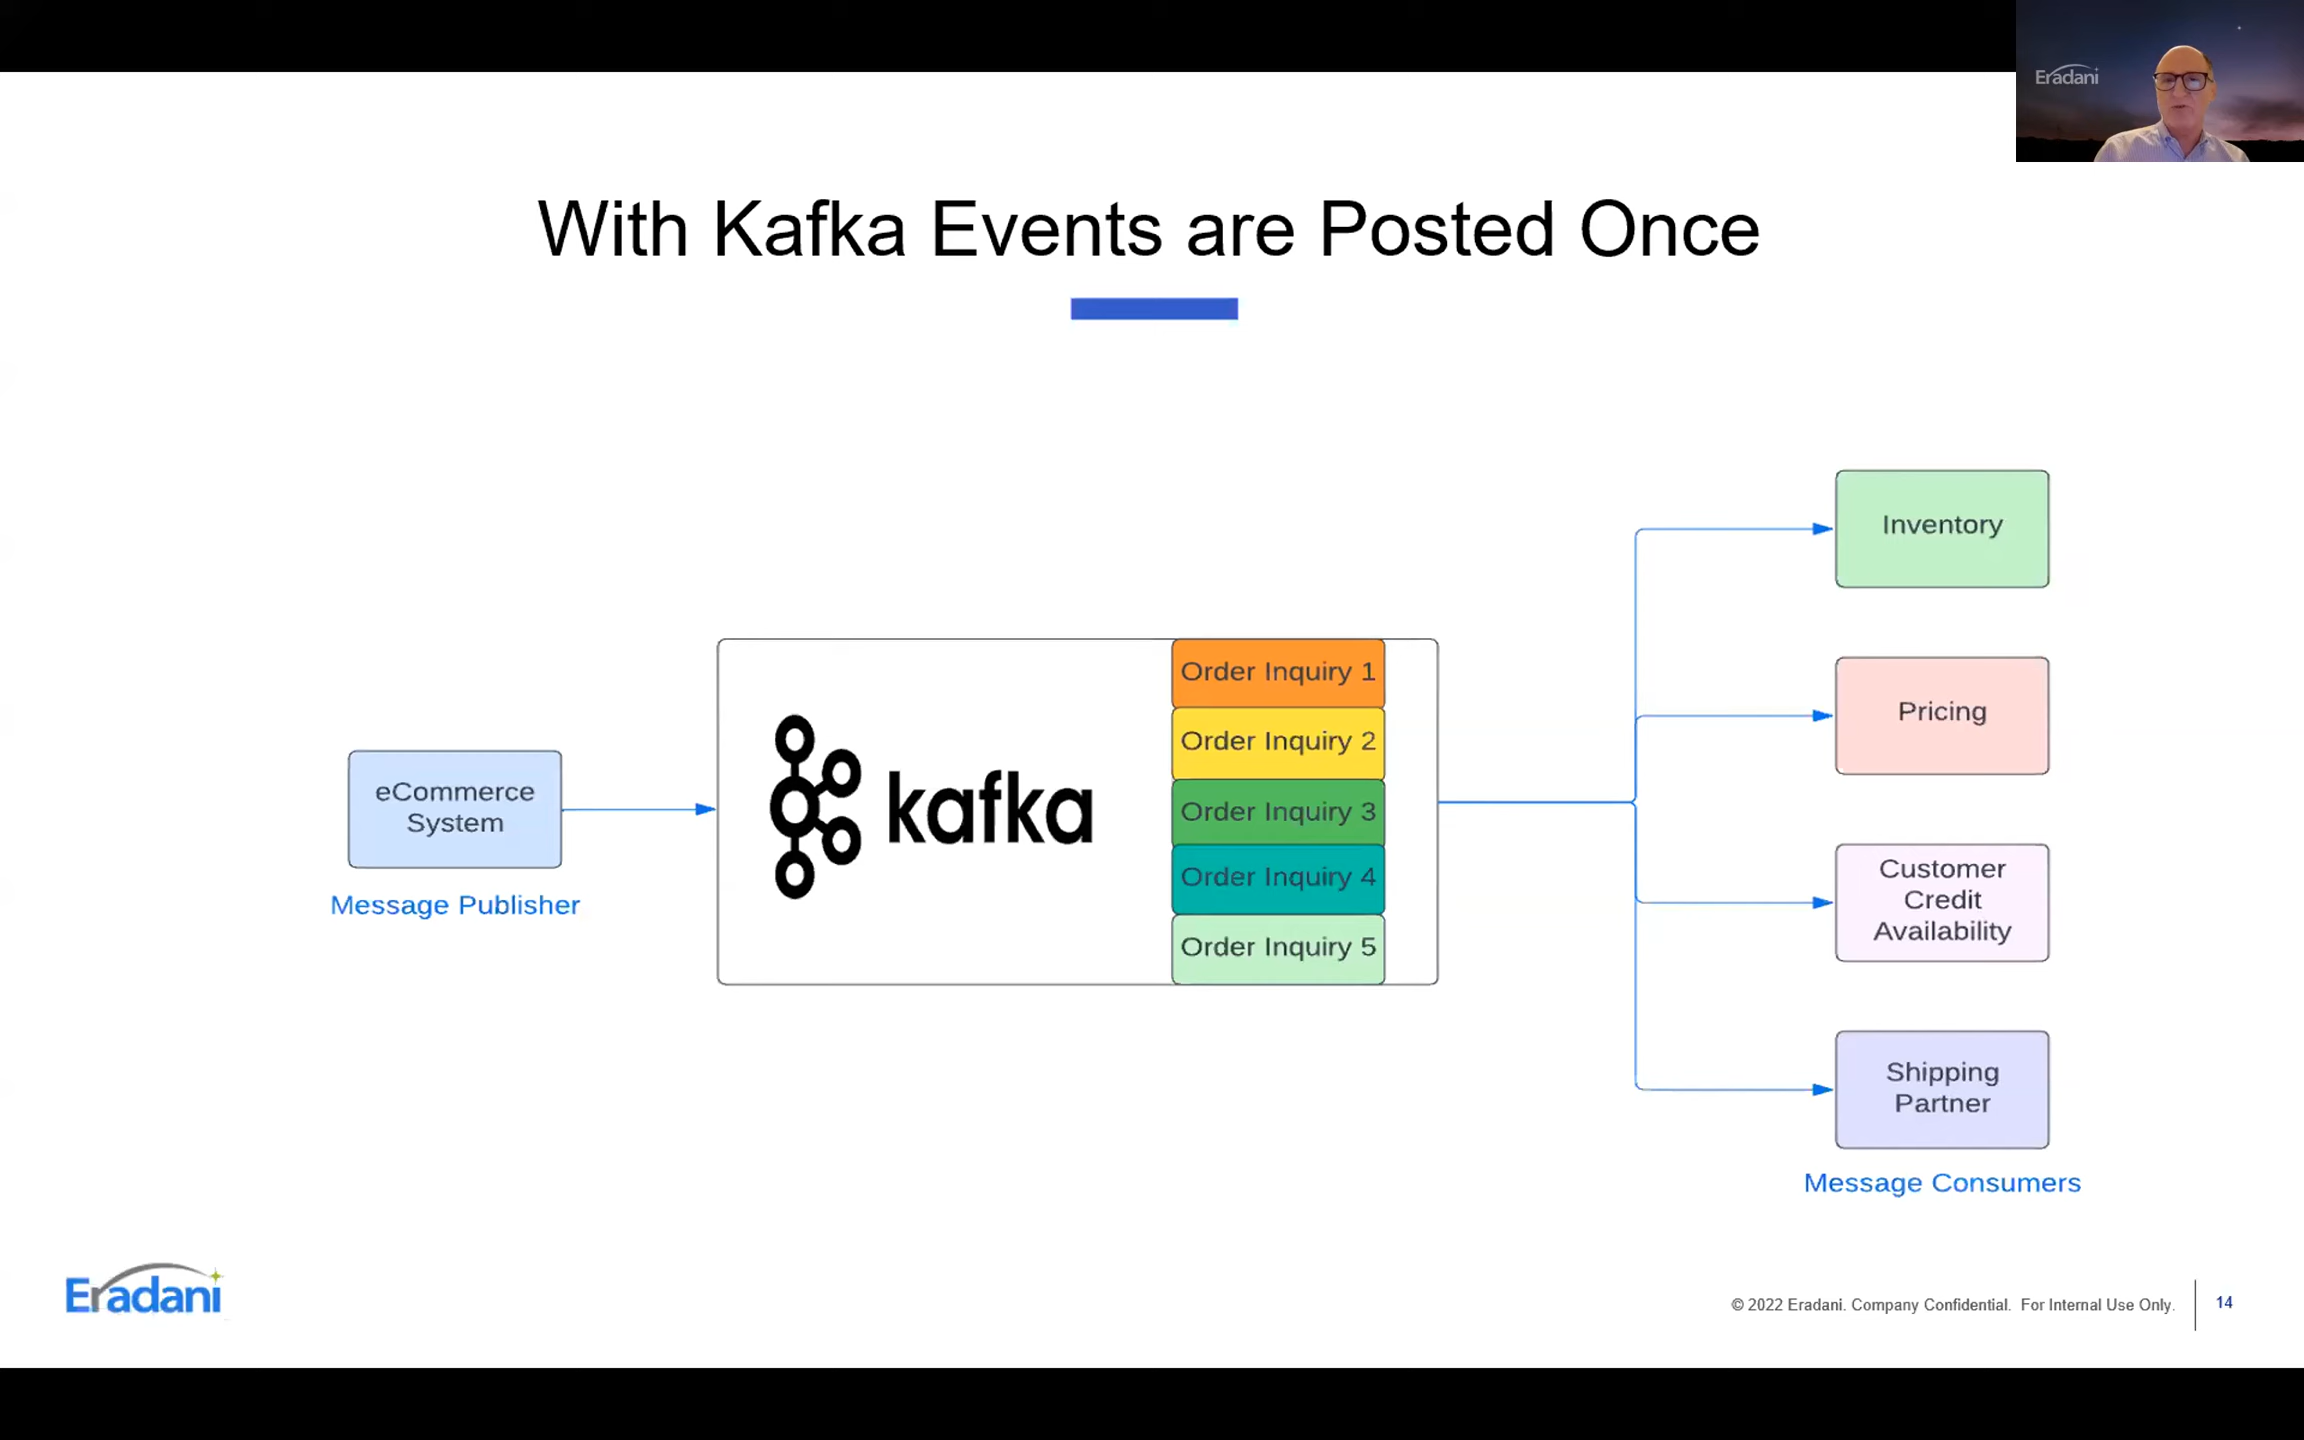 Eradani
With Kafka Events are Posted Once
Inventory
Order Inquiry 1
Pricing
Order Inquiry 2
eCommerce
System
kafka
Order Inquiry 3
Order Inquiry 4
Customer
Credit
Availability
Message Publisher
Order Inquiry 5
Shipping
Partner
Message Consumers
Eradani
© 2022 Eradani. Company Confidential. For Internal Use Only.
14